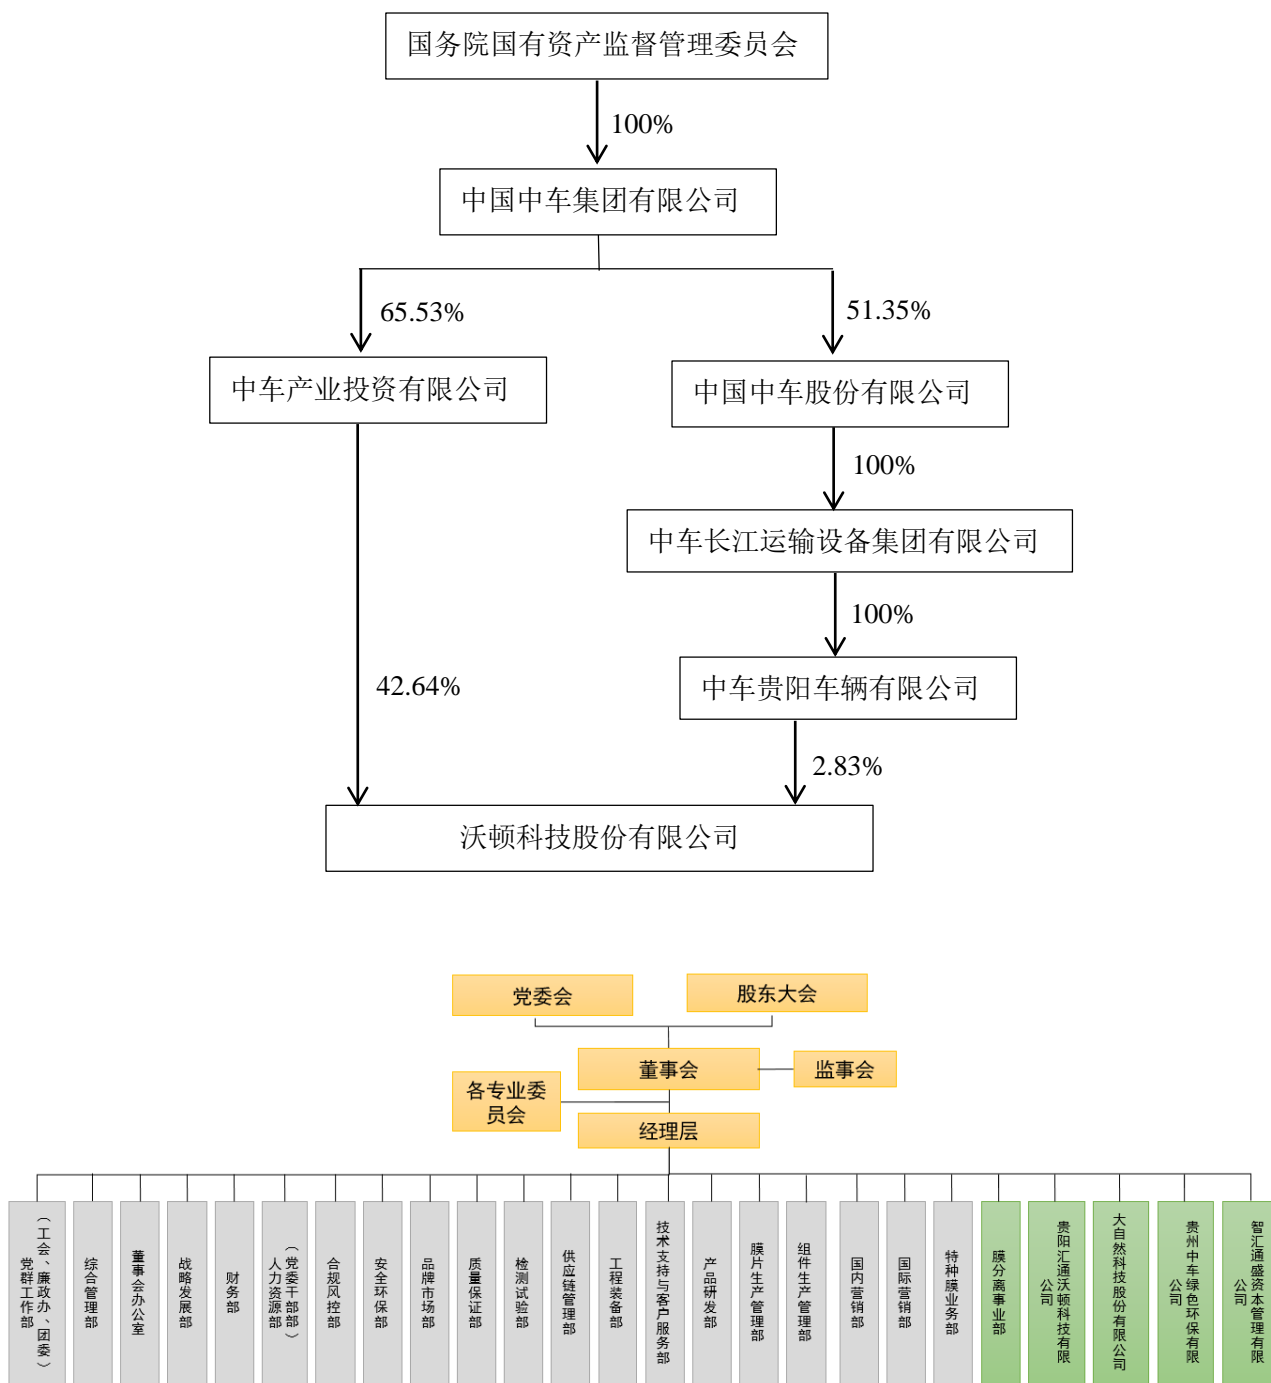 国务院国有资产监督管理委员会
100%
中国中车集团有限公司
65.53%
51.35%
中车产业投资有限公司
中国中车股份有限公司
100%
中车长江运输设备集团有限公司
100%
42.64%
中车贵阳车辆有限公司
2.83%
沃顿科技股份有限公司
党委会
股东大会
董事会
监事会
各专业委
员会
经理层
党群工作部
（工会、廉政办、团委）
综合管理部
董事会办公室
战略发展部
财务部
人力资源部
（党委干部部）
合规风控部
安全环保部
品牌市场部
质量保证部
检测试验部
供应链管理部
工程装备部
技术支持与客户服务部
产品研发部
膜片生产管理部
组件生产管理部
国内营销部
国际营销部
特种膜业务部
膜分离事业部
贵阳汇通沃顿科技有限
公司
大自然科技股份有限公司
贵州中车绿色环保有限
公司
智汇通盛资本管理有限
公司